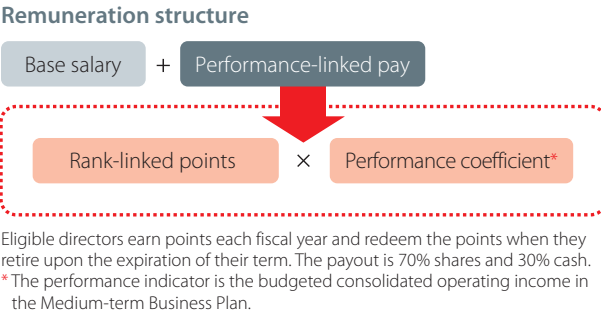 Remuneration structure
Base salary + Performance-linked pay
Rank-linked points × Performance coefficient*
Eligible directors earn points each fiscal year and redeem the points when they
retire upon the expiration of their term. The payout is 70% shares and 30% cash.
* The performance indicator is the budgeted consolidated operating income in
the Medium-term Business Plan.